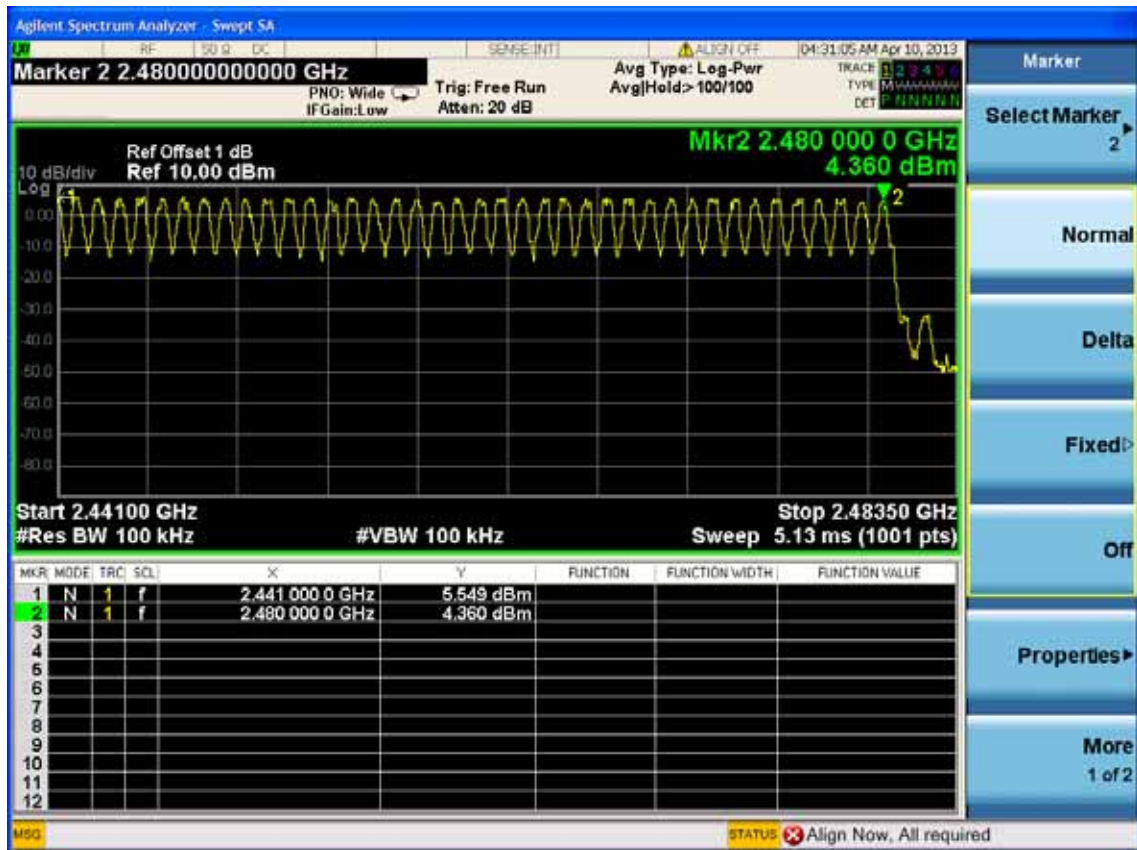 Agilent Spectrum Analyzer - Swept SA
RF 50 Ω DC SENSE:INT ALIGN OFF 04:31:05 AM Apr 10, 2013
Marker 2 2.480000000000 GHz
PNO: Wide
IFGain:Low
Trig: Free Run
Atten: 20 dB
Avg Type: Log-Pwr
Avg|Hold:> 100/100
TRACE 1 2 3 4 5 6
TYPE M
DET P N N N N N
Mkr2 2.480 000 0 GHz
4.360 dBm
Ref Offset 1 dB
10 dB/div Ref 10.00 dBm
Log
0.00
-10.0
-20.0
-30.0
-40.0
-50.0
-60.0
-70.0
-80.0
1
2
Start 2.44100 GHz Stop 2.48350 GHz
#Res BW 100 kHz #VBW 100 kHz Sweep 5.13 ms (1001 pts)
MKR MODE TRC SCL X Y FUNCTION FUNCTION WIDTH FUNCTION VALUE
1 N 1 f 2.441 000 0 GHz 5.549 dBm
2 N 1 f 2.480 000 0 GHz 4.360 dBm
3
4
5
6
7
8
9
10
11
12
MSG STATUS Align Now, All required
Marker
Select Marker
2
Normal
Delta
Fixed
Off
Properties
More
1 of 2